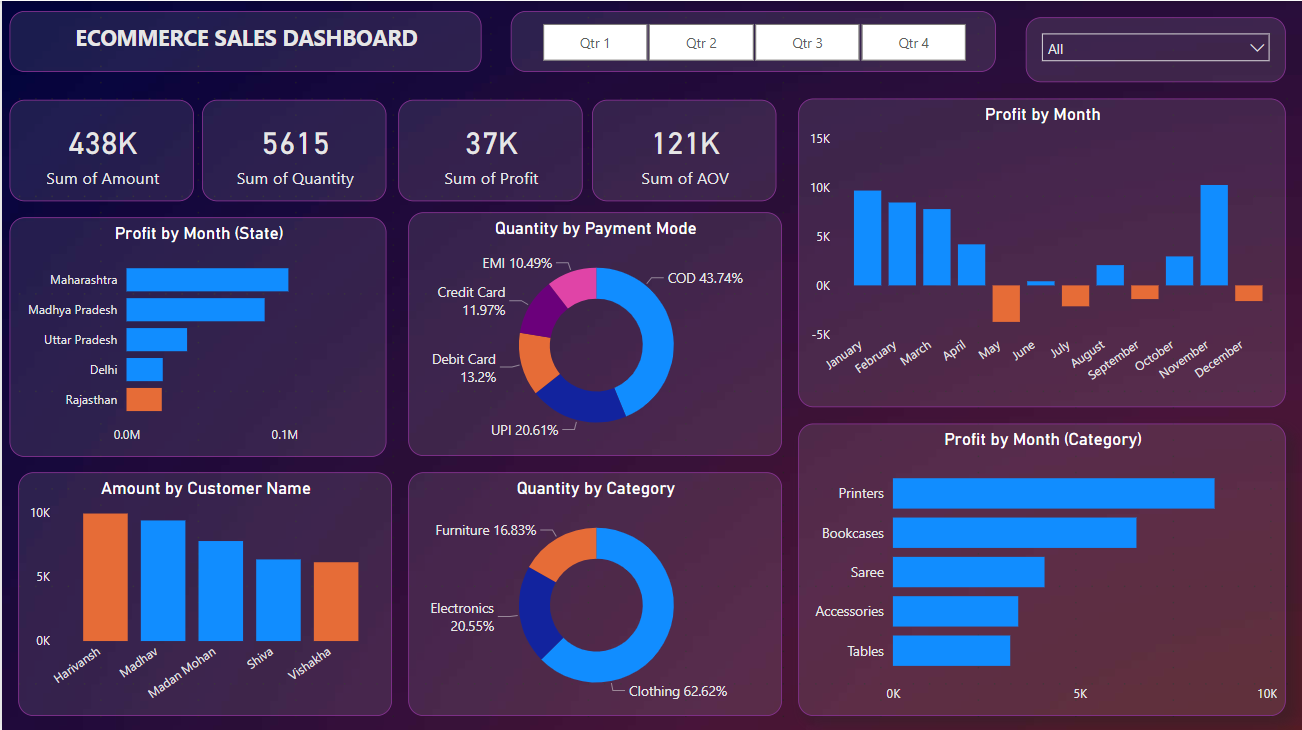 ECOMMERCE SALES DASHBOARD
Qtr 1
Qtr 2
Qtr 3
Qtr 4
All
438K
Sum of Amount
5615
Sum of Quantity
37K
Sum of Profit
121K
Sum of AOV
Profit by Month
15K
10K
5K
0K
-5K
January
February
March
April
May
June
July
August
September
October
November
December
Profit by Month (State)
Maharashtra
Madhya Pradesh
Uttar Pradesh
Delhi
Rajasthan
0.0M
0.1M
Quantity by Payment Mode
EMI 10.49%
COD 43.74%
Credit Card
11.97%
Debit Card
13.2%
UPI 20.61%
Profit by Month (Category)
Printers
Bookcases
Saree
Accessories
Tables
0K
5K
10K
Amount by Customer Name
10K
5K
0K
Harivansh
Madhav
Madan Mohan
Shiva
Vishakha
Quantity by Category
Furniture 16.83%
Electronics
20.55%
Clothing 62.62%